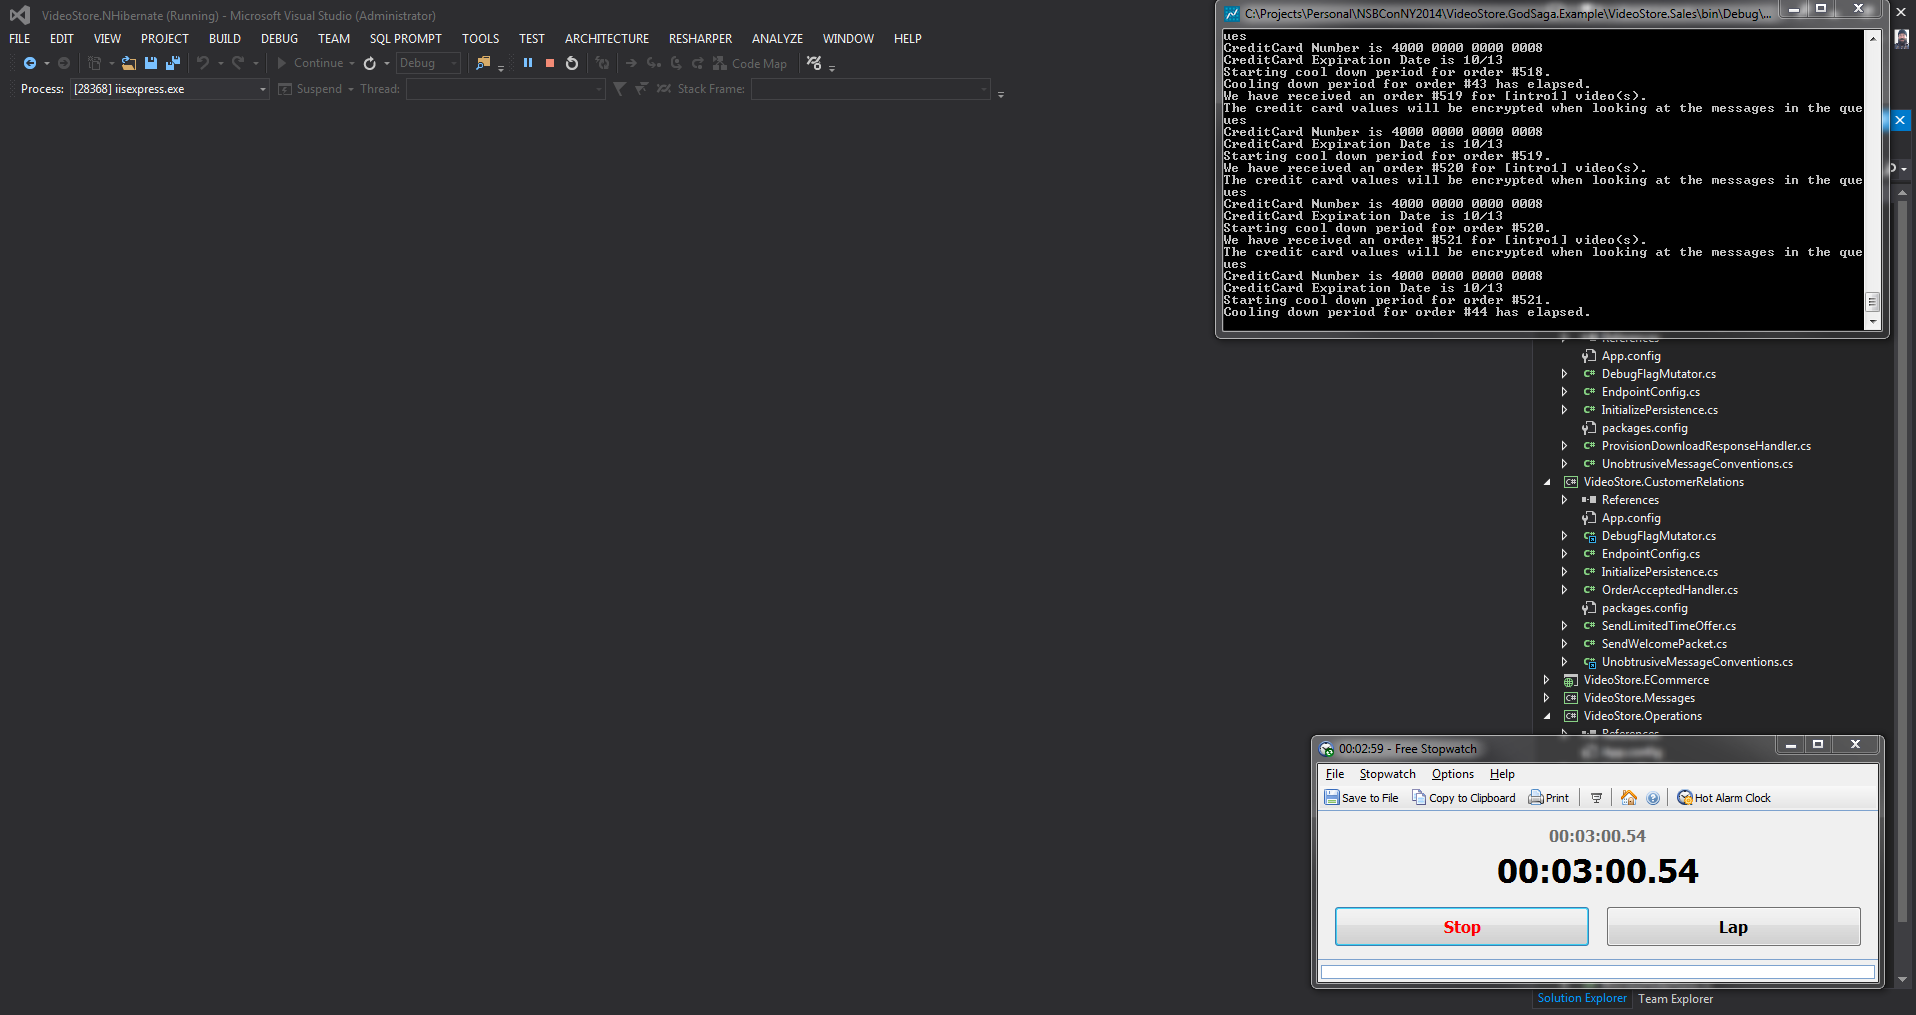 VideoStore.NHibernate (Running) - Microsoft Visual Studio (Administrator)
FILE EDIT VIEW PROJECT BUILD DEBUG TEAM SQL PROMPT TOOLS TEST ARCHITECTURE RESHARPER ANALYZE WINDOW HELP
Continue Debug Code Map
Process: [28368] iisexpress.exe Suspend Thread: Stack Frame:
C:\Projects\Personal\NSBConNY2014\VideoStore.GodSaga.Example\VideoStore.Sales\bin\Debug\...
ues
CreditCard Number is 4000 0000 0000 0008
CreditCard Expiration Date is 10/13
Starting cool down period for order #518.
Cooling down period for order #43 has elapsed.
We have received an order #519 for [intro1] video(s).
The credit card values will be encrypted when looking at the messages in the que
ues
CreditCard Number is 4000 0000 0000 0008
CreditCard Expiration Date is 10/13
Starting cool down period for order #519.
We have received an order #520 for [intro1] video(s).
The credit card values will be encrypted when looking at the messages in the que
ues
CreditCard Number is 4000 0000 0000 0008
CreditCard Expiration Date is 10/13
Starting cool down period for order #520.
We have received an order #521 for [intro1] video(s).
The credit card values will be encrypted when looking at the messages in the que
ues
CreditCard Number is 4000 0000 0000 0008
CreditCard Expiration Date is 10/13
Starting cool down period for order #521.
Cooling down period for order #44 has elapsed.
References
App.config
DebugFlagMutator.cs
EndpointConfig.cs
InitializePersistence.cs
packages.config
ProvisionDownloadResponseHandler.cs
UnobtrusiveMessageConventions.cs
VideoStore.CustomerRelations
References
App.config
DebugFlagMutator.cs
EndpointConfig.cs
InitializePersistence.cs
OrderAcceptedHandler.cs
packages.config
SendLimitedTimeOffer.cs
SendWelcomePacket.cs
UnobtrusiveMessageConventions.cs
VideoStore.ECommerce
VideoStore.Messages
VideoStore.Operations
References
App.config
00:02:59 - Free Stopwatch
File Stopwatch Options Help
Save to File Copy to Clipboard Print Hot Alarm Clock
00:03:00.54
00:03:00.54
Stop Lap
Solution Explorer Team Explorer